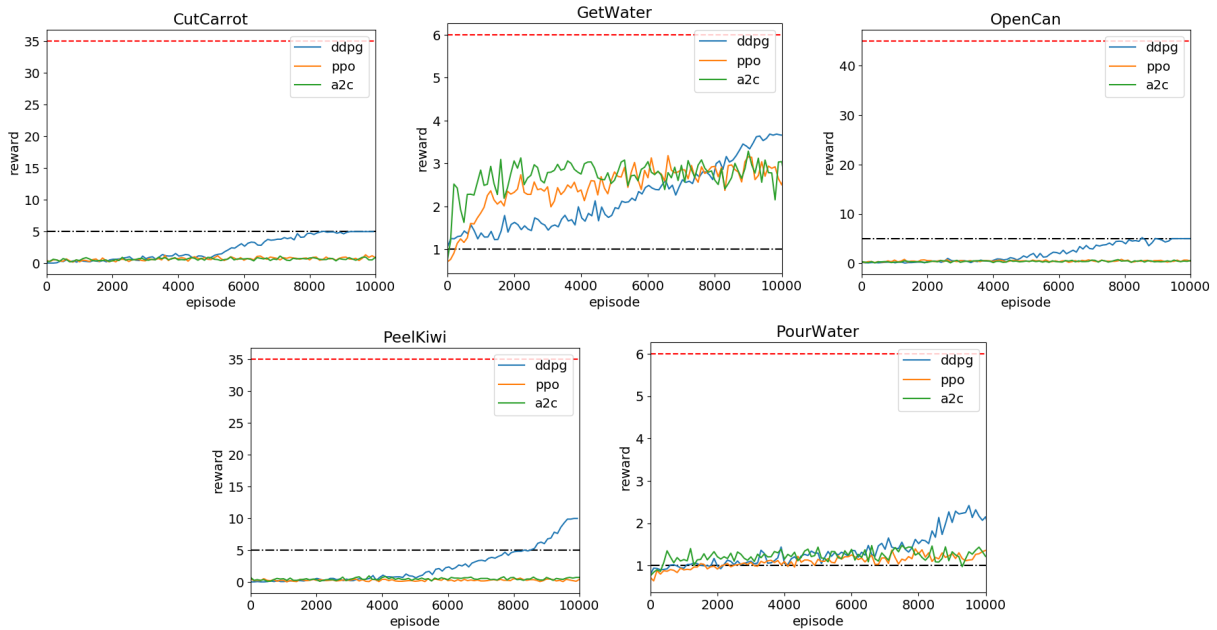 CutCarrot
35
30
25
20
15
10
5
0
reward
0 2000 4000 6000 8000 10000
episode
ddpg
ppo
a2c
GetWater
6
5
4
3
2
1
reward
0 2000 4000 6000 8000 10000
episode
ddpg
ppo
a2c
OpenCan
40
30
20
10
0
reward
0 2000 4000 6000 8000 10000
episode
ddpg
ppo
a2c
PeelKiwi
35
30
25
20
15
10
5
0
reward
0 2000 4000 6000 8000 10000
episode
ddpg
ppo
a2c
PourWater
6
5
4
3
2
1
reward
0 2000 4000 6000 8000 10000
episode
ddpg
ppo
a2c